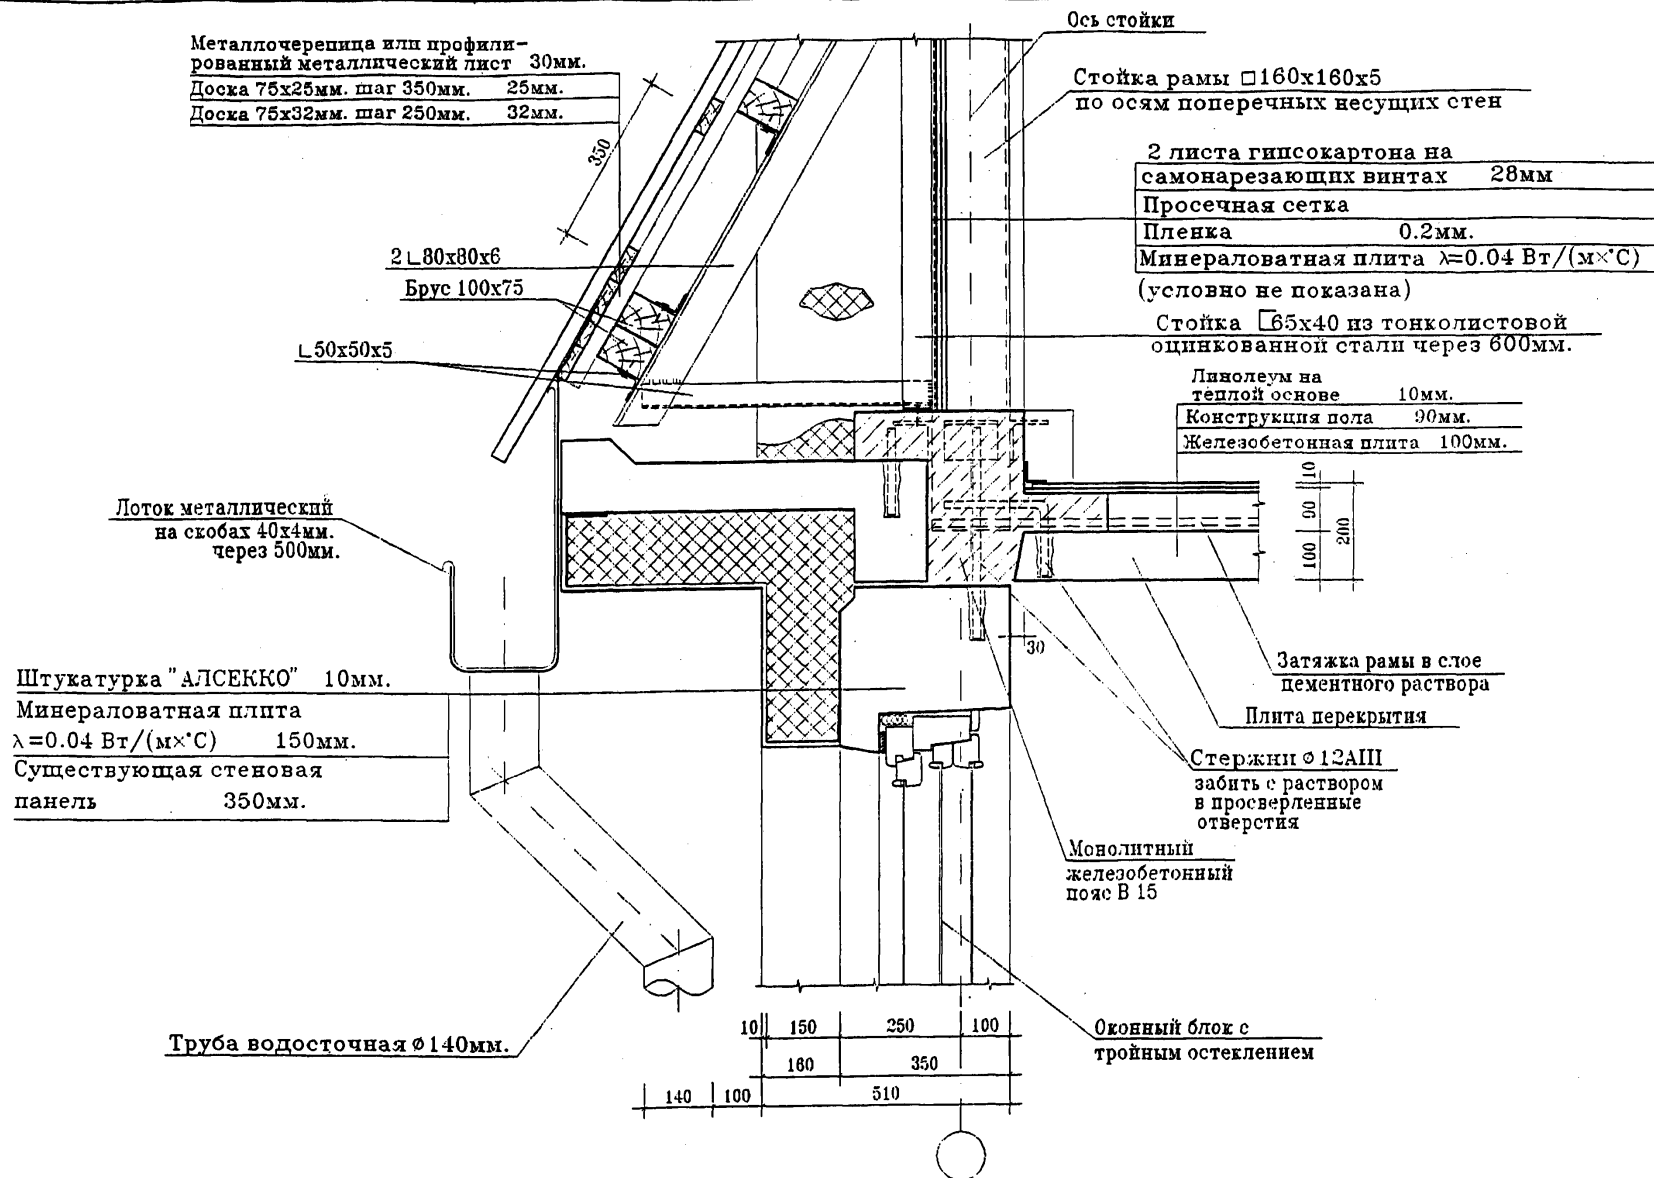 Ось стойки
Металлочерепица или профили-
рованный металлический лист 30мм.
Доска 75х25мм. шаг 350мм. 25мм.
Доска 75х32мм. шаг 250мм. 32мм.
350
2∟80х80х6
Брус 100х75
∟50х50х5
Стойка рамы □160х160х5
по осям поперечных несущих стен
2 листа гипсокартона на
самонарезающих винтах 28мм
Просечная сетка
Пленка 0.2мм.
Минераловатная плита λ=0.04 Вт/(м×°С)
(условно не показана)
Стойка [65х40 из тонколистовой
оцинкованной стали через 600мм.
Линолеум на
теплой основе 10мм.
Конструкция пола 90мм.
Железобетонная плита 100мм.
10
90
100
200
Лоток металлический
на скобах 40х4мм.
через 500мм.
30
Штукатурка "АЛСЕККО" 10мм.
Минераловатная плита
λ=0.04 Вт/(м×°С) 150мм.
Существующая стеновая
панель 350мм.
Затяжка рамы в слое
цементного раствора
Плита перекрытия
Стержни ⌀12АІІІ
забить с раствором
в просверленные
отверстия
Монолитный
железобетонный
пояс В 15
Труба водосточная ⌀140мм.
Оконный блок с
тройным остеклением
10 150 250 100
160 350
140 100 510